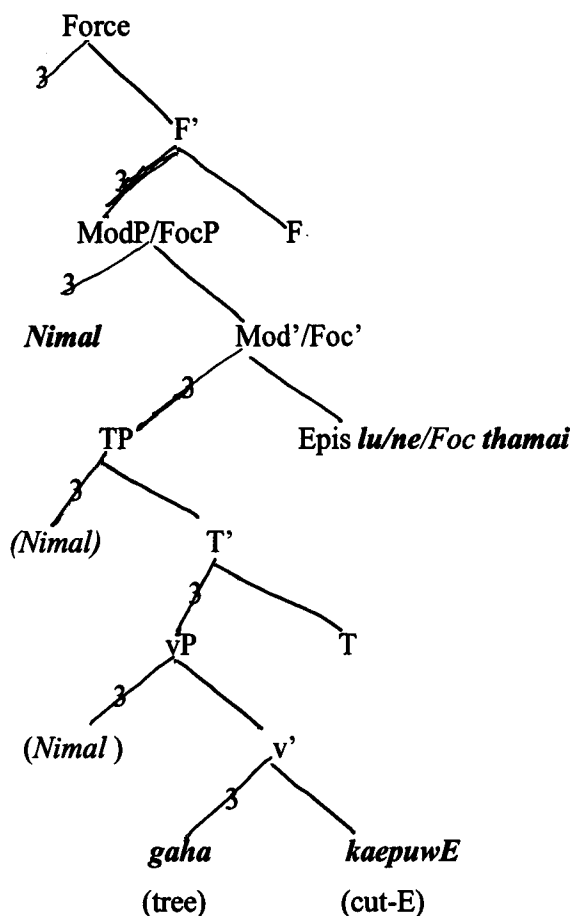 Force
3
F'
3
ModP/FocP F
3
Nimal Mod'/Foc'
3
TP Epis lu/ne/Foc thamai
3
(Nimal) T'
3
vP T
3
(Nimal ) v'
3
gaha kaepuwE
(tree) (cut-E)